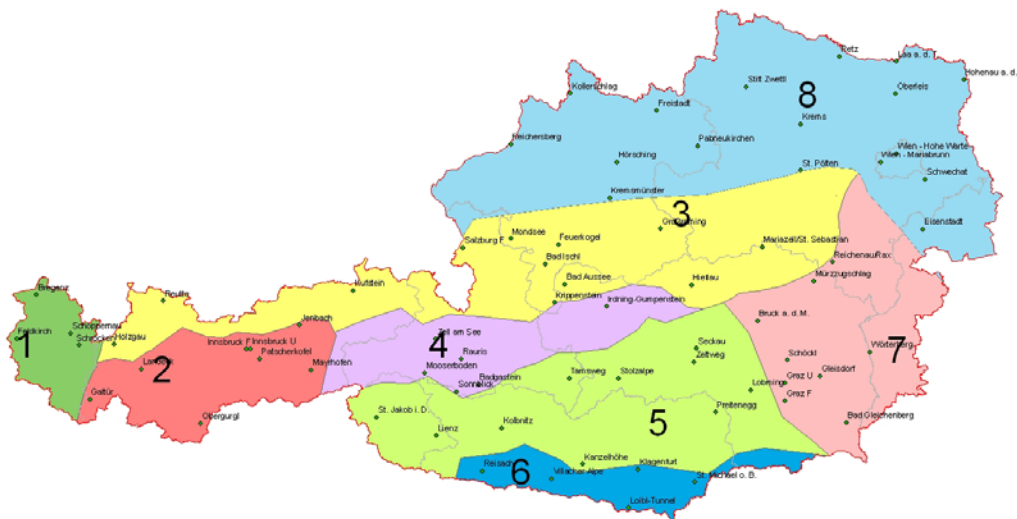 Retz
Laa a. d. T.
Hohenau a. d.
Kollerschlag
Stift Zwettl
8
Oberleis
Freistadt
Krems
Reichersberg
Pabneukirchen
Wien - Hohe Warte
Wien - Mariabrunn
Hörsching
St. Pölten
Schwechat
Kremsmünster
3
Eisenstadt
Mondsee
Feuerkogel
Salzburg F
Mariazell/St. Sebastian
Bad Ischl
Reichenau/Rax
Bad Aussee
Hieflau
Mürzzugschlag
Bregenz
Reutte
Kufstein
Krippenstein
Irdning-Gumpenstein
Jenbach
Bruck a. d. M.
Feldkirch
1
Schoppernau
Schröcken
Holzgau
Innsbruck F
Innsbruck U
4
Zell am See
Seckau
7
Wörterberg
2
Landeck
Patscherkofel
Mayrhofen
Rauris
Zeltweg
Schöckl
Mooserboden
Badgastein
Sonnblick
Tamsweg
Stolzalpe
Graz U
Gleisdorf
Galtür
Lobming
Graz F
Obergurgl
St. Jakob i. D.
Kolbnitz
5
Preitenegg
Bad Gleichenberg
Lienz
Reisach
6
Kanzelhöhe
Klagenfurt
Villacher Alpe
St. Michael o. B.
Loibl-Tunnel